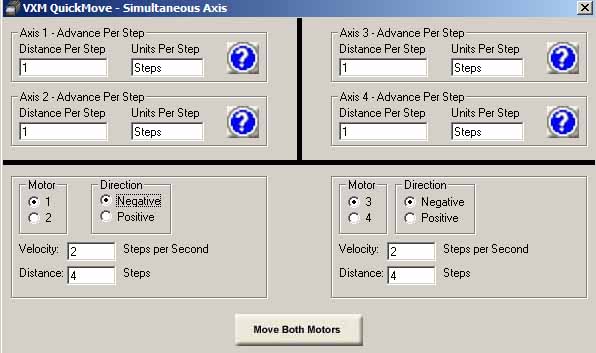 VXM QuickMove - Simultaneous Axis
Axis 1 - Advance Per Step
Distance Per Step Units Per Step
1 Steps
Axis 2 - Advance Per Step
Distance Per Step Units Per Step
1 Steps
Axis 3 - Advance Per Step
Distance Per Step Units Per Step
1 Steps
Axis 4 - Advance Per Step
Distance Per Step Units Per Step
1 Steps
Motor Direction
1 Negative
2 Positive
Velocity: 2 Steps per Second
Distance: 4 Steps
Motor Direction
3 Negative
4 Positive
Velocity: 2 Steps per Second
Distance: 4 Steps
Move Both Motors